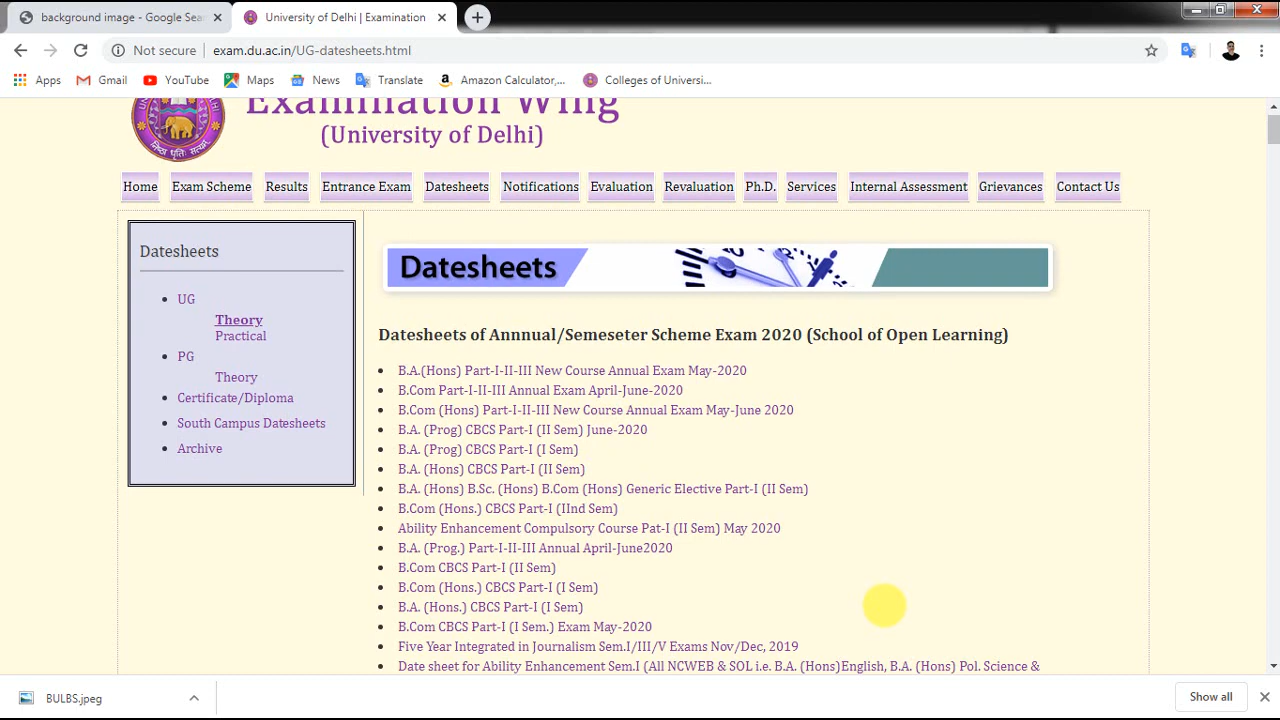 background image - Google Sear
University of Delhi | Examination
Not secure
exam.du.ac.in/UG-datesheets.html
Apps
Gmail
YouTube
Maps
News
Translate
Amazon Calculator,...
Colleges of Universi...
Examination Wing
(University of Delhi)
निष्ठा धृतिः सत्यम्
Home
Exam Scheme
Results
Entrance Exam
Datesheets
Notifications
Evaluation
Revaluation
Ph.D.
Services
Internal Assessment
Grievances
Contact Us
Datesheets
UG
Theory
Practical
PG
Theory
Certificate/Diploma
South Campus Datesheets
Archive
Datesheets
Datesheets of Annnual/Semeseter Scheme Exam 2020 (School of Open Learning)
B.A.(Hons) Part-I-II-III New Course Annual Exam May-2020
B.Com Part-I-II-III Annual Exam April-June-2020
B.Com (Hons) Part-I-II-III New Course Annual Exam May-June 2020
B.A. (Prog) CBCS Part-I (II Sem) June-2020
B.A. (Prog) CBCS Part-I (I Sem)
B.A. (Hons) CBCS Part-I (II Sem)
B.A. (Hons) B.Sc. (Hons) B.Com (Hons) Generic Elective Part-I (II Sem)
B.Com (Hons.) CBCS Part-I (IInd Sem)
Ability Enhancement Compulsory Course Pat-I (II Sem) May 2020
B.A. (Prog.) Part-I-II-III Annual April-June2020
B.Com CBCS Part-I (II Sem)
B.Com (Hons.) CBCS Part-I (I Sem)
B.A. (Hons.) CBCS Part-I (I Sem)
B.Com CBCS Part-I (I Sem.) Exam May-2020
Five Year Integrated in Journalism Sem.I/III/V Exams Nov/Dec, 2019
Date sheet for Ability Enhancement Sem.I (All NCWEB & SOL i.e. B.A. (Hons)English, B.A. (Hons) Pol. Science &
BULBS.jpeg
Show all